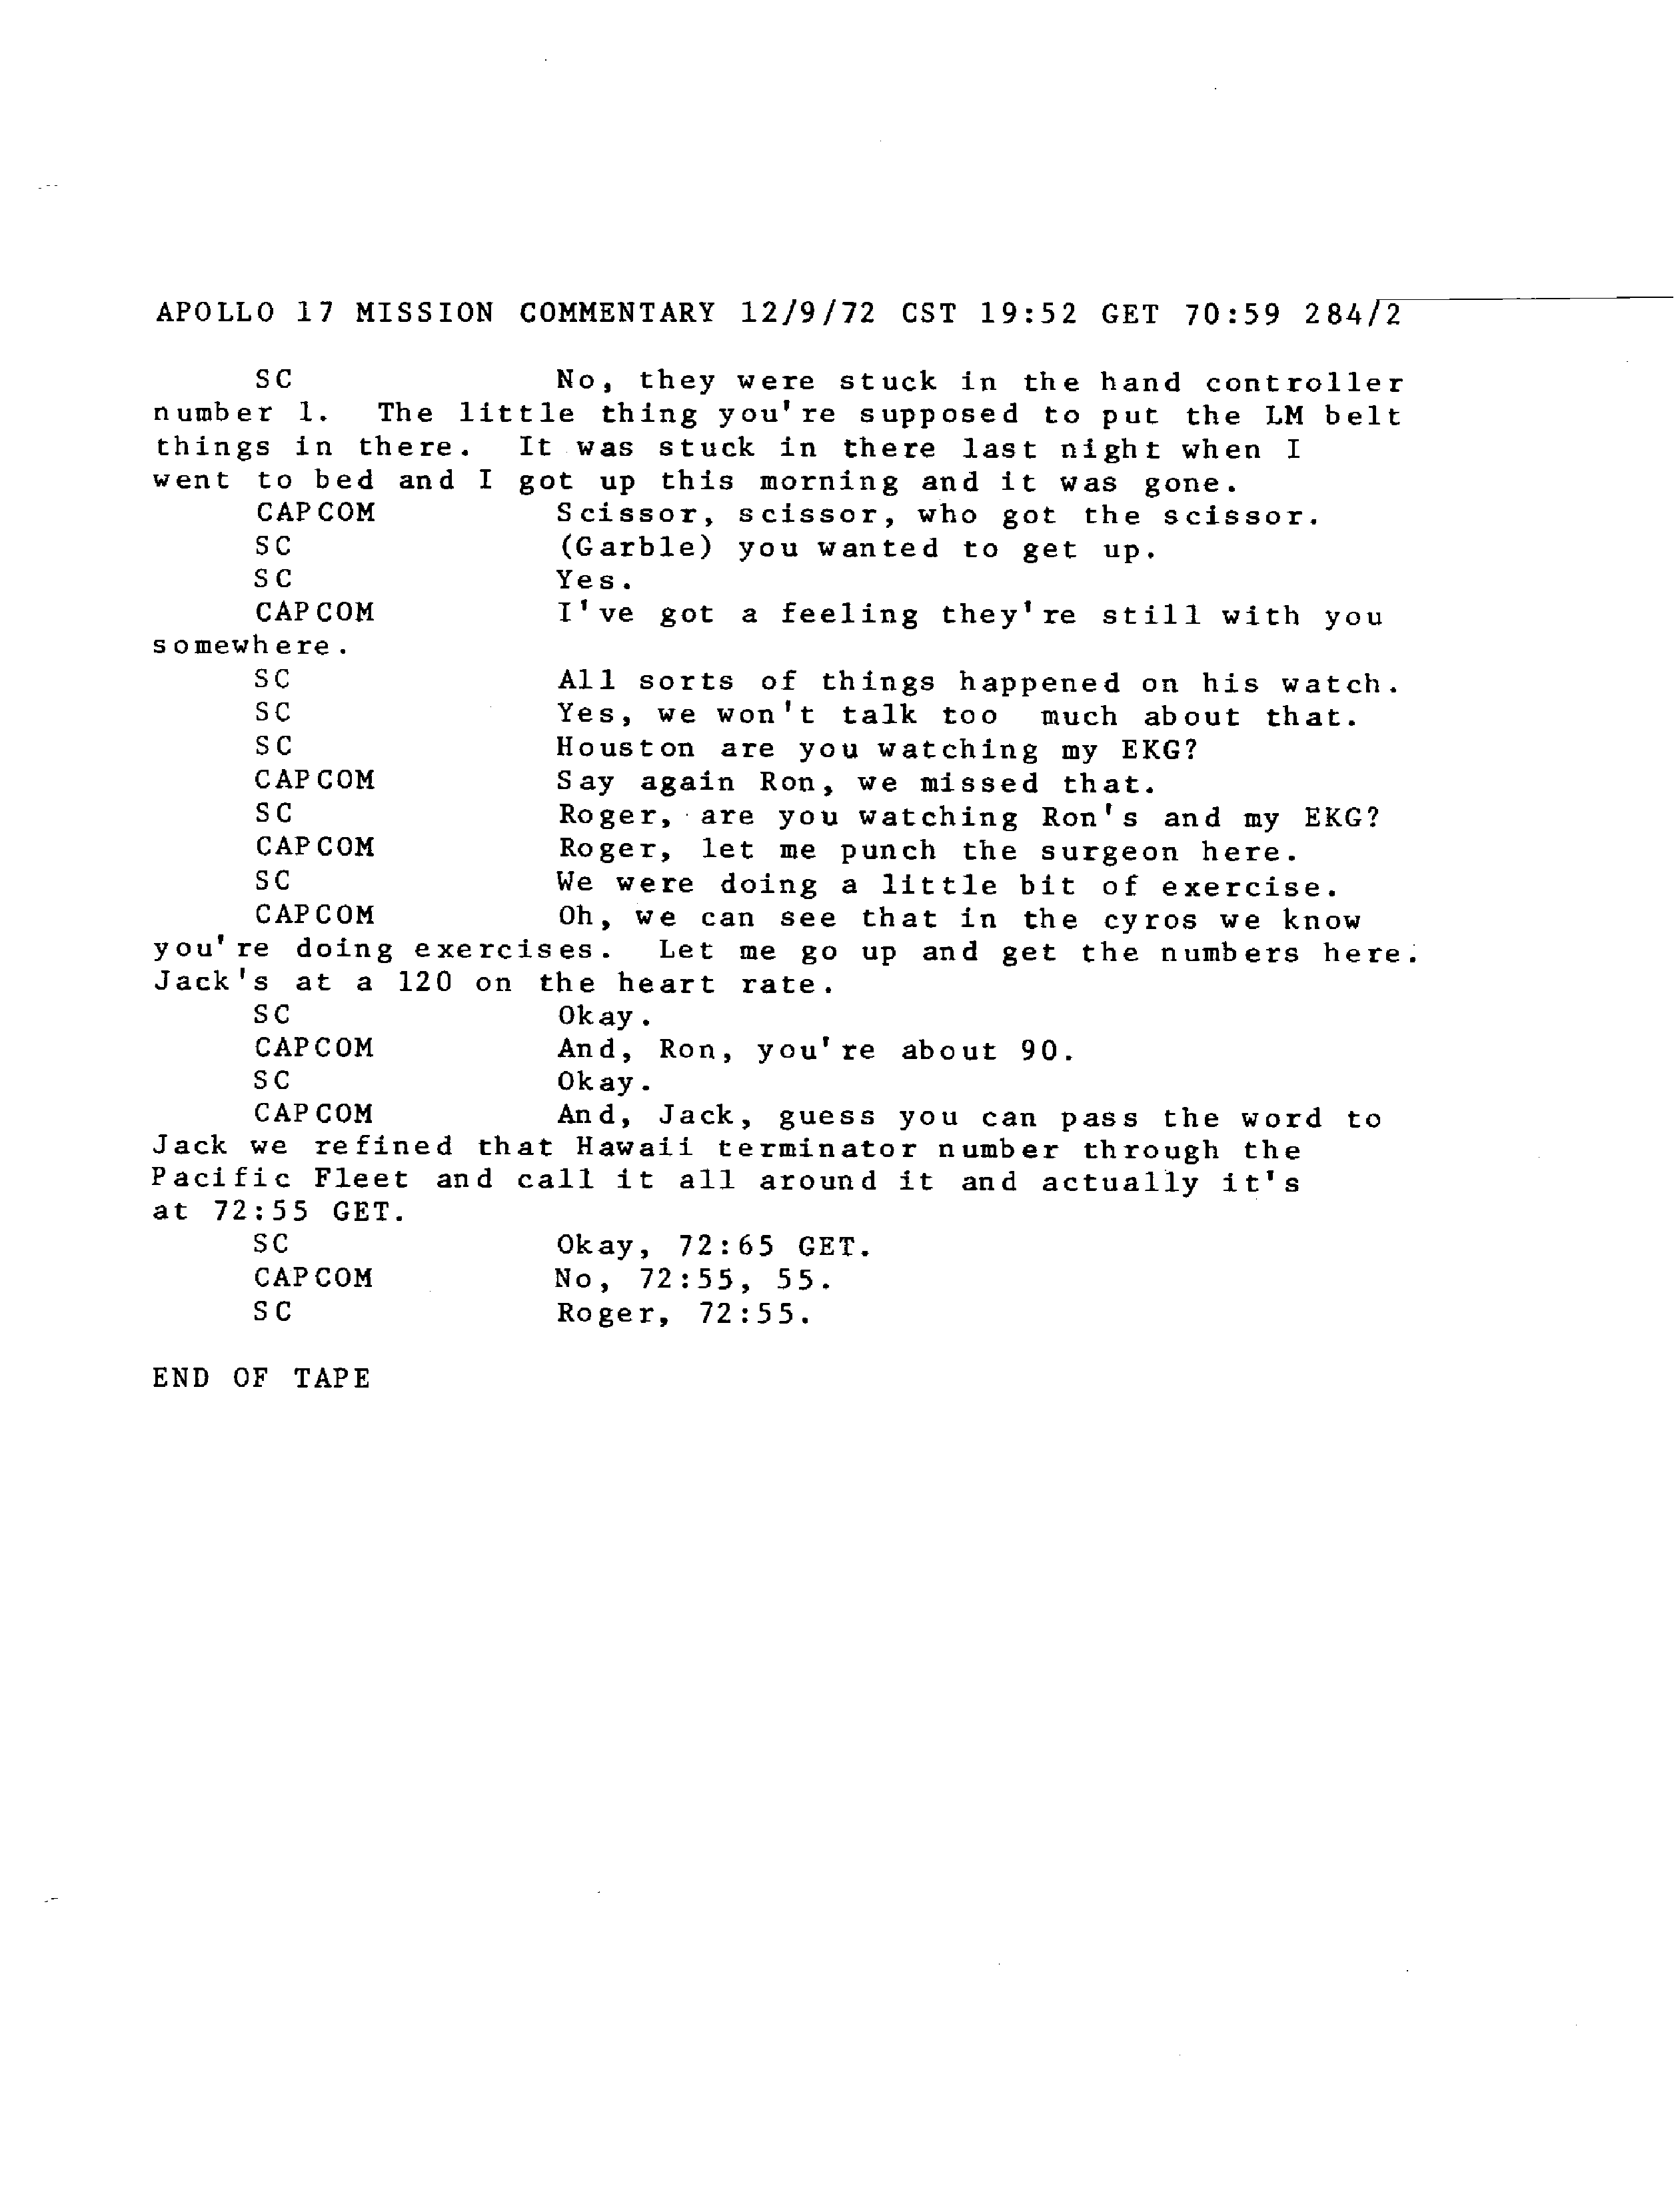 APOLLO 17 MISSION COMMENTARY 12/9/72 CST 19:52 GET 70:59 284/2
SC No, they were stuck in the hand controller
number 1. The little thing you're supposed to put the LM belt
things in there. It was stuck in there last night when I
went to bed and I got up this morning and it was gone.
CAPCOM Scissor, scissor, who got the scissor.
SC (Garble) you wanted to get up.
SC Yes.
CAPCOM I've got a feeling they're still with you
somewhere.
SC All sorts of things happened on his watch.
SC Yes, we won't talk too much about that.
SC Houston are you watching my EKG?
CAPCOM Say again Ron, we missed that.
SC Roger, are you watching Ron's and my EKG?
CAPCOM Roger, let me punch the surgeon here.
SC We were doing a little bit of exercise.
CAPCOM Oh, we can see that in the cyros we know
you're doing exercises. Let me go up and get the numbers here.
Jack's at a 120 on the heart rate.
SC Okay.
CAPCOM And, Ron, you're about 90.
SC Okay.
CAPCOM And, Jack, guess you can pass the word to
Jack we refined that Hawaii terminator number through the
Pacific Fleet and call it all around it and actually it's
at 72:55 GET.
SC Okay, 72:65 GET.
CAPCOM No, 72:55, 55.
SC Roger, 72:55.
END OF TAPE